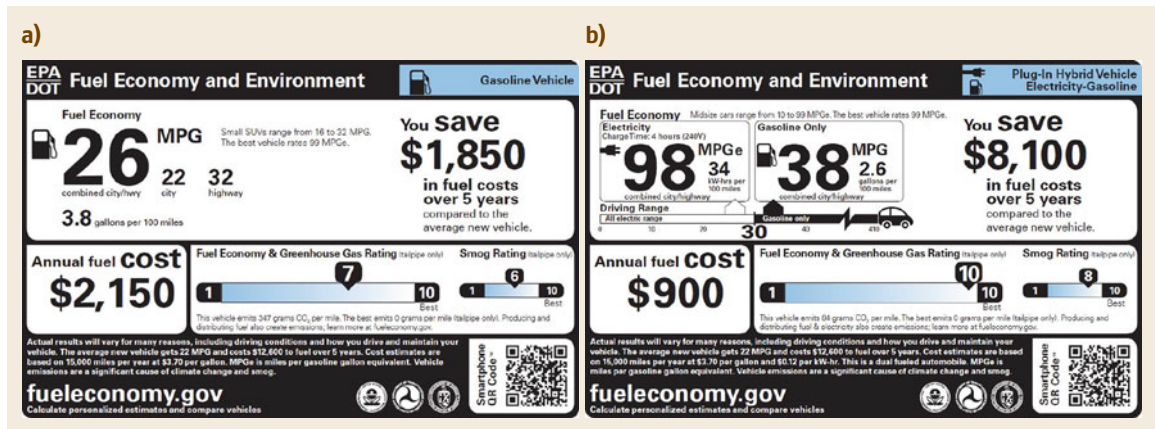 a)
EPA
DOT
Fuel Economy and Environment
Gasoline Vehicle
Fuel Economy
26 MPG
combined city/hwy
22
city
32
highway
3.8 gallons per 100 miles
Small SUVs range from 16 to 32 MPG.
The best vehicle rates 99 MPGe.
You save
$1,850
in fuel costs
over 5 years
compared to the
average new vehicle.
Annual fuel cost
$2,150
Fuel Economy & Greenhouse Gas Rating (tailpipe only)
1
7
10
Best
Smog Rating (tailpipe only)
1
6
10
Best
This vehicle emits 347 grams CO₂ per mile. The best emits 0 grams per mile (tailpipe only). Producing and
distributing fuel also create emissions; learn more at fueleconomy.gov.
Actual results will vary for many reasons, including driving conditions and how you drive and maintain your
vehicle. The average new vehicle gets 22 MPG and costs $12,600 to fuel over 5 years. Cost estimates are
based on 15,000 miles per year at $3.70 per gallon. MPGe is miles per gasoline gallon equivalent. Vehicle
emissions are a significant cause of climate change and smog.
fueleconomy.gov
Calculate personalized estimates and compare vehicles
Smartphone
QR Code™
b)
EPA
DOT
Fuel Economy and Environment
Plug-In Hybrid Vehicle
Electricity-Gasoline
Fuel Economy
Midsize cars range from 10 to 99 MPGe. The best vehicle rates 99 MPGe.
Electricity
Charge Time: 4 hours (240V)
98 MPGe
34
kW-hrs per
100 miles
combined city/highway
Gasoline Only
38 MPG
2.6
gallons per
100 miles
combined city/highway
Driving Range
All electric range
Gasoline only
0
10
20
30
40
410
You save
$8,100
in fuel costs
over 5 years
compared to the
average new vehicle.
Annual fuel cost
$900
Fuel Economy & Greenhouse Gas Rating (tailpipe only)
1
10
10
Best
Smog Rating (tailpipe only)
1
8
10
Best
This vehicle emits 84 grams CO₂ per mile. The best emits 0 grams per mile (tailpipe only). Producing and
distributing fuel & electricity also create emissions; learn more at fueleconomy.gov.
Actual results will vary for many reasons, including driving conditions and how you drive and maintain your
vehicle. The average new vehicle gets 22 MPG and costs $12,600 to fuel over 5 years. Cost estimates are based
on 15,000 miles per year at $3.70 per gallon and $0.12 per kW-hr. This is a dual fueled automobile. MPGe is
miles per gasoline gallon equivalent. Vehicle emissions are a significant cause of climate change and smog.
fueleconomy.gov
Calculate personalized estimates and compare vehicles
Smartphone
QR Code™